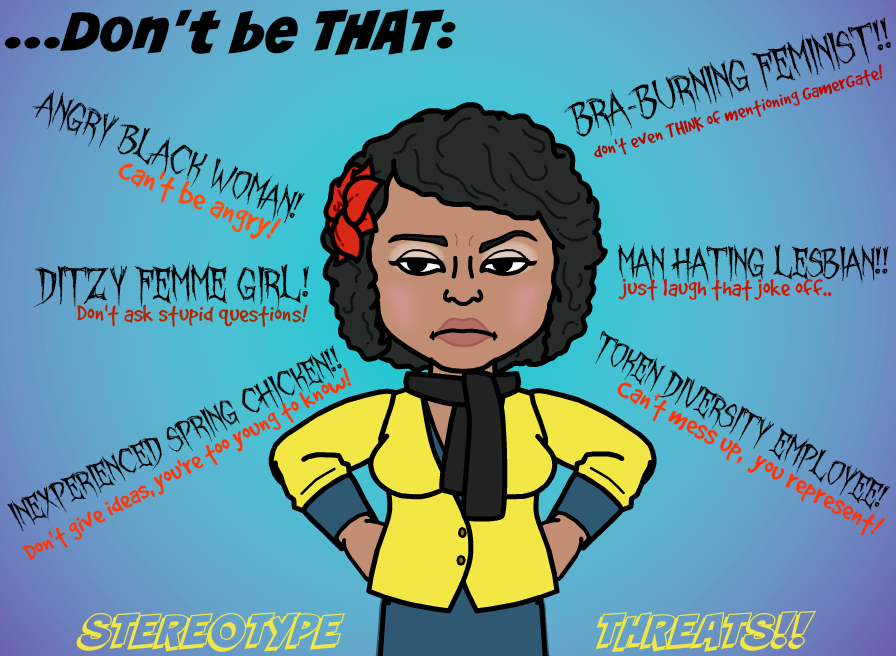 ...Don't be THAT:
ANGRY BLACK WOMAN!
Can't be angry!
DITZY FEMME GIRL!
Don't ask stupid questions!
INEXPERIENCED SPRING CHICKEN!!
Don't give ideas, you're too young to know!
BRA-BURNING FEMINIST!!
don't even THINK of mentioning GamerGate!
MAN HATING LESBIAN!!
just laugh that joke off..
TOKEN DIVERSITY EMPLOYEE!
Can't mess up, you represent!
STEREOTYPE THREATS!!